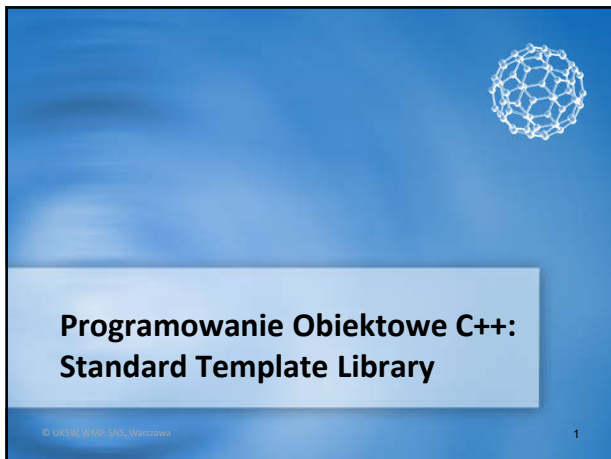 Programowanie Obiektowe C++:
Standard Template Library
© UKSW, WMP. SNS, Warszawa
1